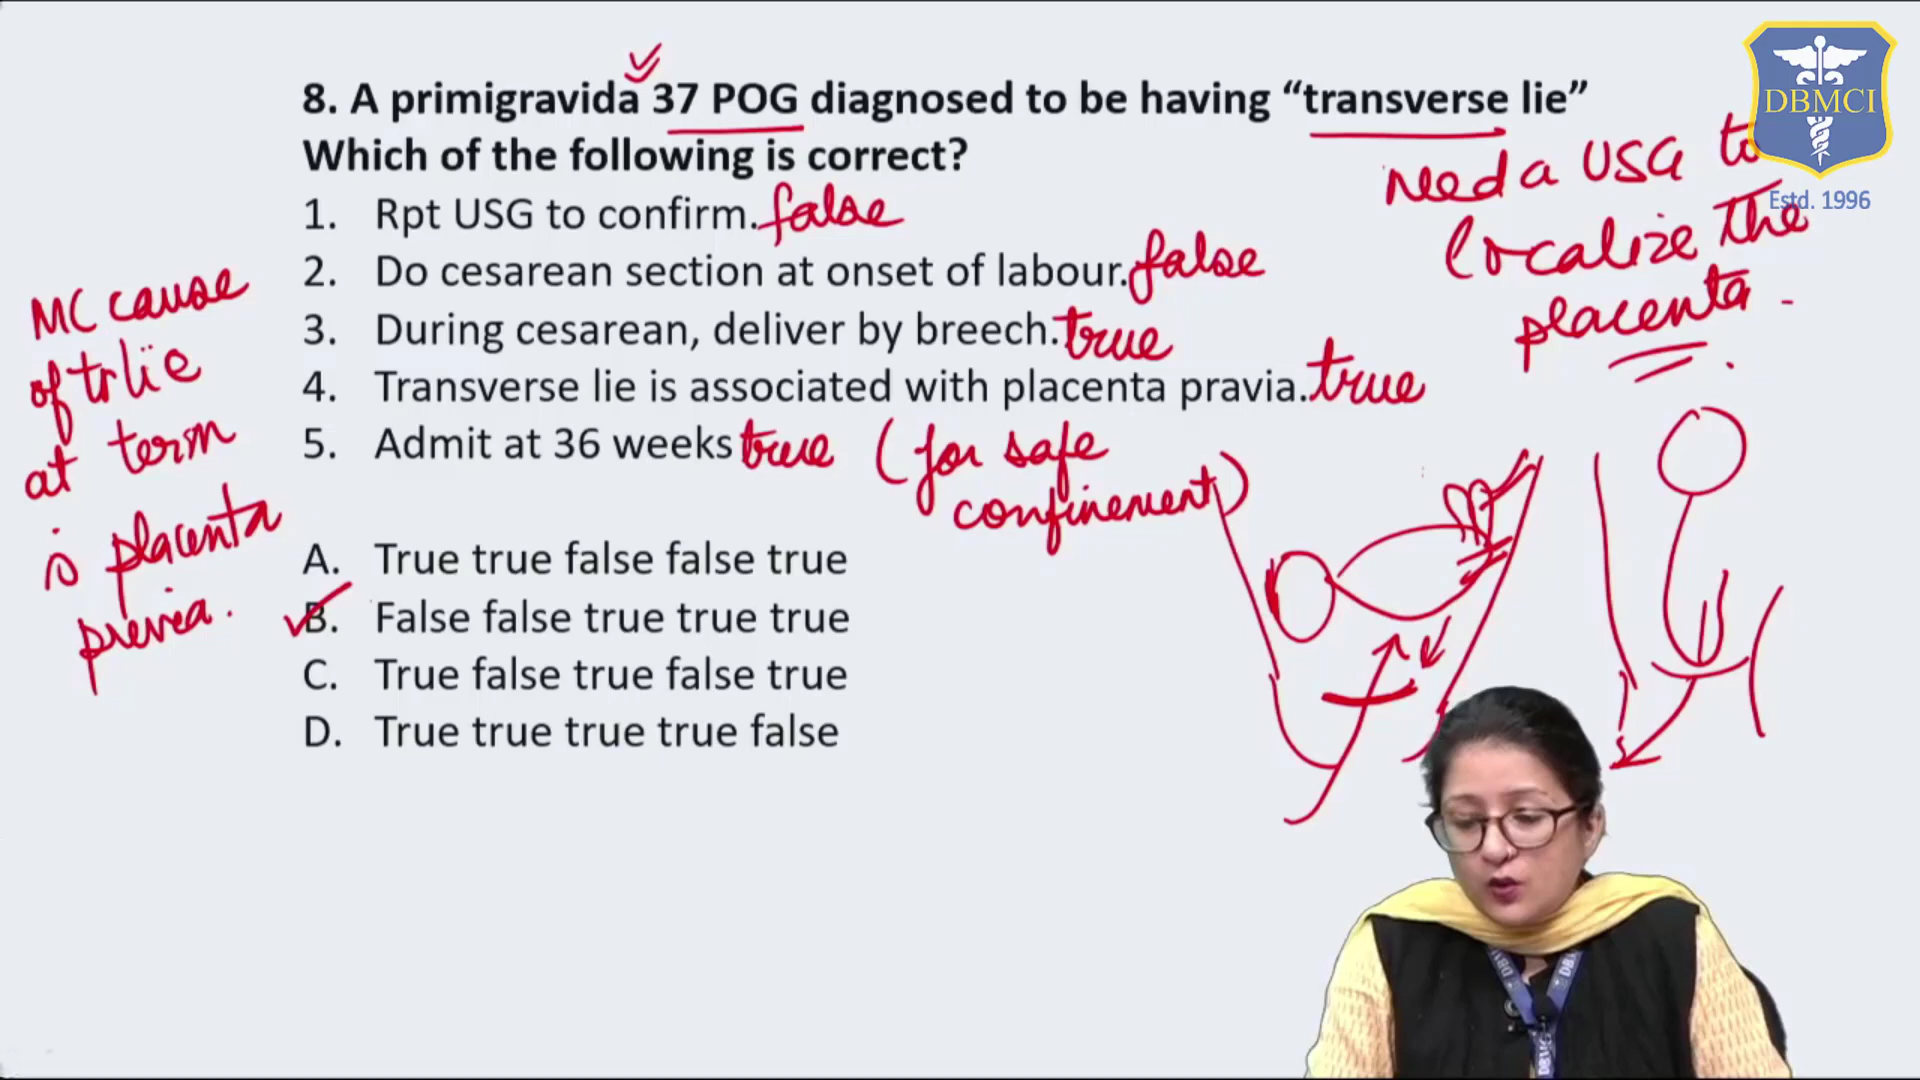 8. A primigravida 37 POG diagnosed to be having “transverse lie”
Which of the following is correct?
1. Rpt USG to confirm. false
2. Do cesarean section at onset of labour. false
3. During cesarean, deliver by breech. true
4. Transverse lie is associated with placenta pravia. true
5. Admit at 36 weeks true (for safe
confinement)
A. True true false false true
B. False false true true true
C. True false true false true
D. True true true true false
need a USG to
localize the
placenta
MC cause
of tr lie
at term
is placenta
previa.
DBMCI
Estd. 1996